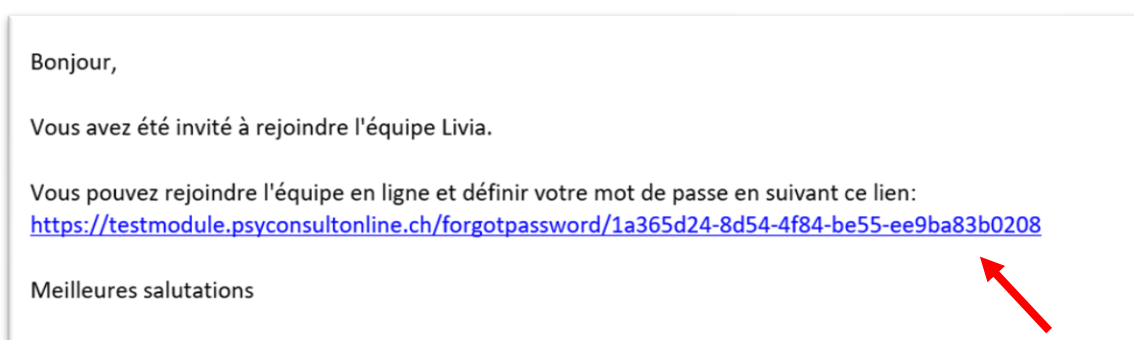 Bonjour,
Vous avez été invité à rejoindre l'équipe Livia.
Vous pouvez rejoindre l'équipe en ligne et définir votre mot de passe en suivant ce lien:
https://testmodule.psyconsultonline.ch/forgotpassword/1a365d24-8d54-4f84-be55-ee9ba83b0208
Meilleures salutations